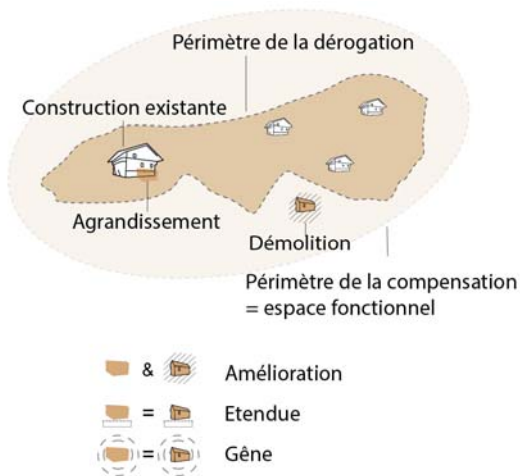 Périmètre de la dérogation
Construction existante
Agrandissement
Démolition
Périmètre de la compensation
= espace fonctionnel
& Amélioration
= Etendue
= Gêne